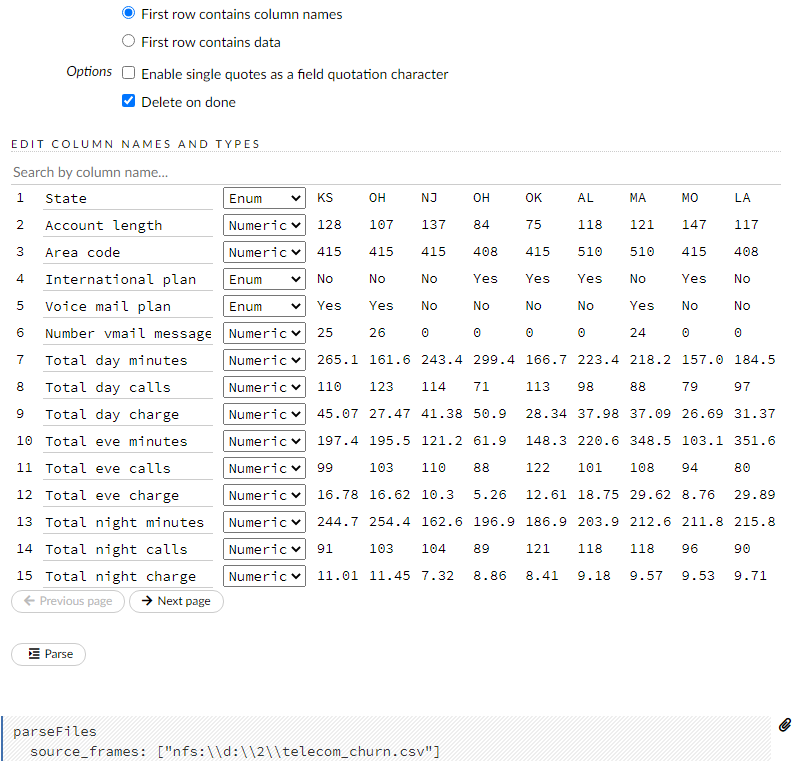 First row contains column names
First row contains data
Options Enable single quotes as a field quotation character
Delete on done
EDIT COLUMN NAMES AND TYPES
Search by column name...
1 State Enum KS OH NJ OH OK AL MA MO LA
2 Account length Numeric 128 107 137 84 75 118 121 147 117
3 Area code Numeric 415 415 415 408 415 510 510 415 408
4 International plan Enum No No No Yes Yes Yes No Yes No
5 Voice mail plan Enum Yes Yes No No No No Yes No No
6 Number vmail message Numeric 25 26 0 0 0 0 24 0 0
7 Total day minutes Numeric 265.1 161.6 243.4 299.4 166.7 223.4 218.2 157.0 184.5
8 Total day calls Numeric 110 123 114 71 113 98 88 79 97
9 Total day charge Numeric 45.07 27.47 41.38 50.9 28.34 37.98 37.09 26.69 31.37
10 Total eve minutes Numeric 197.4 195.5 121.2 61.9 148.3 220.6 348.5 103.1 351.6
11 Total eve calls Numeric 99 103 110 88 122 101 108 94 80
12 Total eve charge Numeric 16.78 16.62 10.3 5.26 12.61 18.75 29.62 8.76 29.89
13 Total night minutes Numeric 244.7 254.4 162.6 196.9 186.9 203.9 212.6 211.8 215.8
14 Total night calls Numeric 91 103 104 89 121 118 118 96 90
15 Total night charge Numeric 11.01 11.45 7.32 8.86 8.41 9.18 9.57 9.53 9.71
Previous page Next page
Parse
parseFiles
source_frames: ["nfs:\\d:\\2\\telecom_churn.csv"]